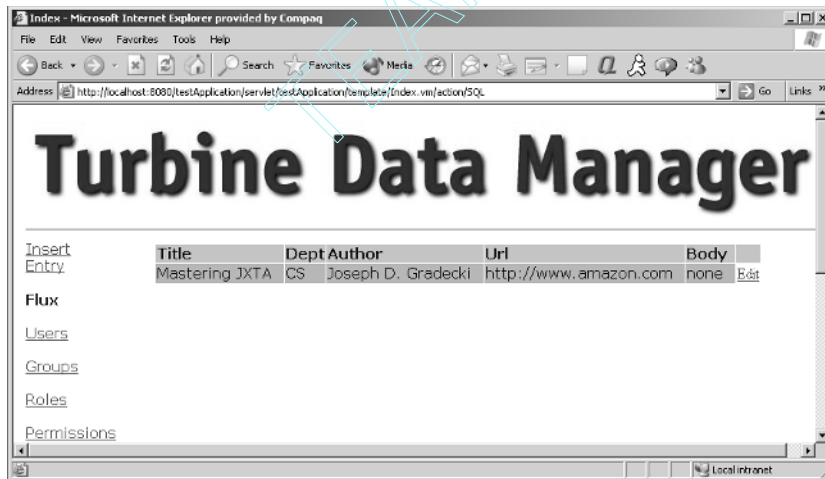 Index - Microsoft Internet Explorer provided by Compaq
File Edit View Favorites Tools Help
Back Search Favorites Media
Address http://localhost:8080/testApplication/servlet/testApplication/template/Index.vm/action/SQL Go Links »
Turbine Data Manager
Insert
Entry
Title Dept Author Url Body
Mastering JXTA CS Joseph D. Gradecki http://www.amazon.com none Edit
Flux
Users
Groups
Roles
Permissions
Local intranet